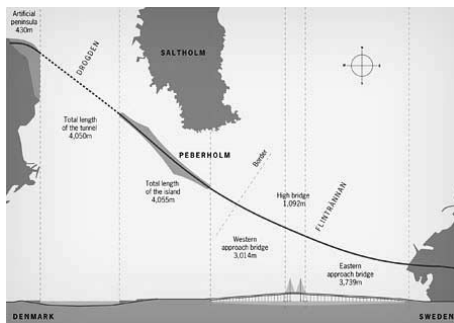 Artificial
peninsula
430m
DROGDEN
SALTHOLM
Total length
of the tunnel
4,050m
PEBERHOLM
Total length
of the island
4,055m
Border
High bridge
1,092m
FLINTRÄNNAN
Western
approach bridge
3,014m
Eastern
approach bridge
3,739m
DENMARK
SWEDEN